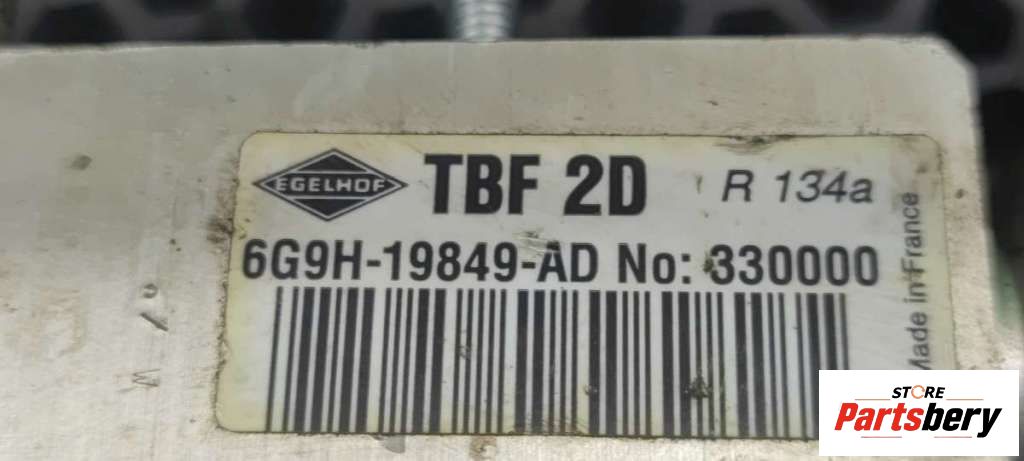 EGELHOF TBF 2D R 134a
6G9H-19849-AD No: 330000
Made in France
STORE
Partsbery